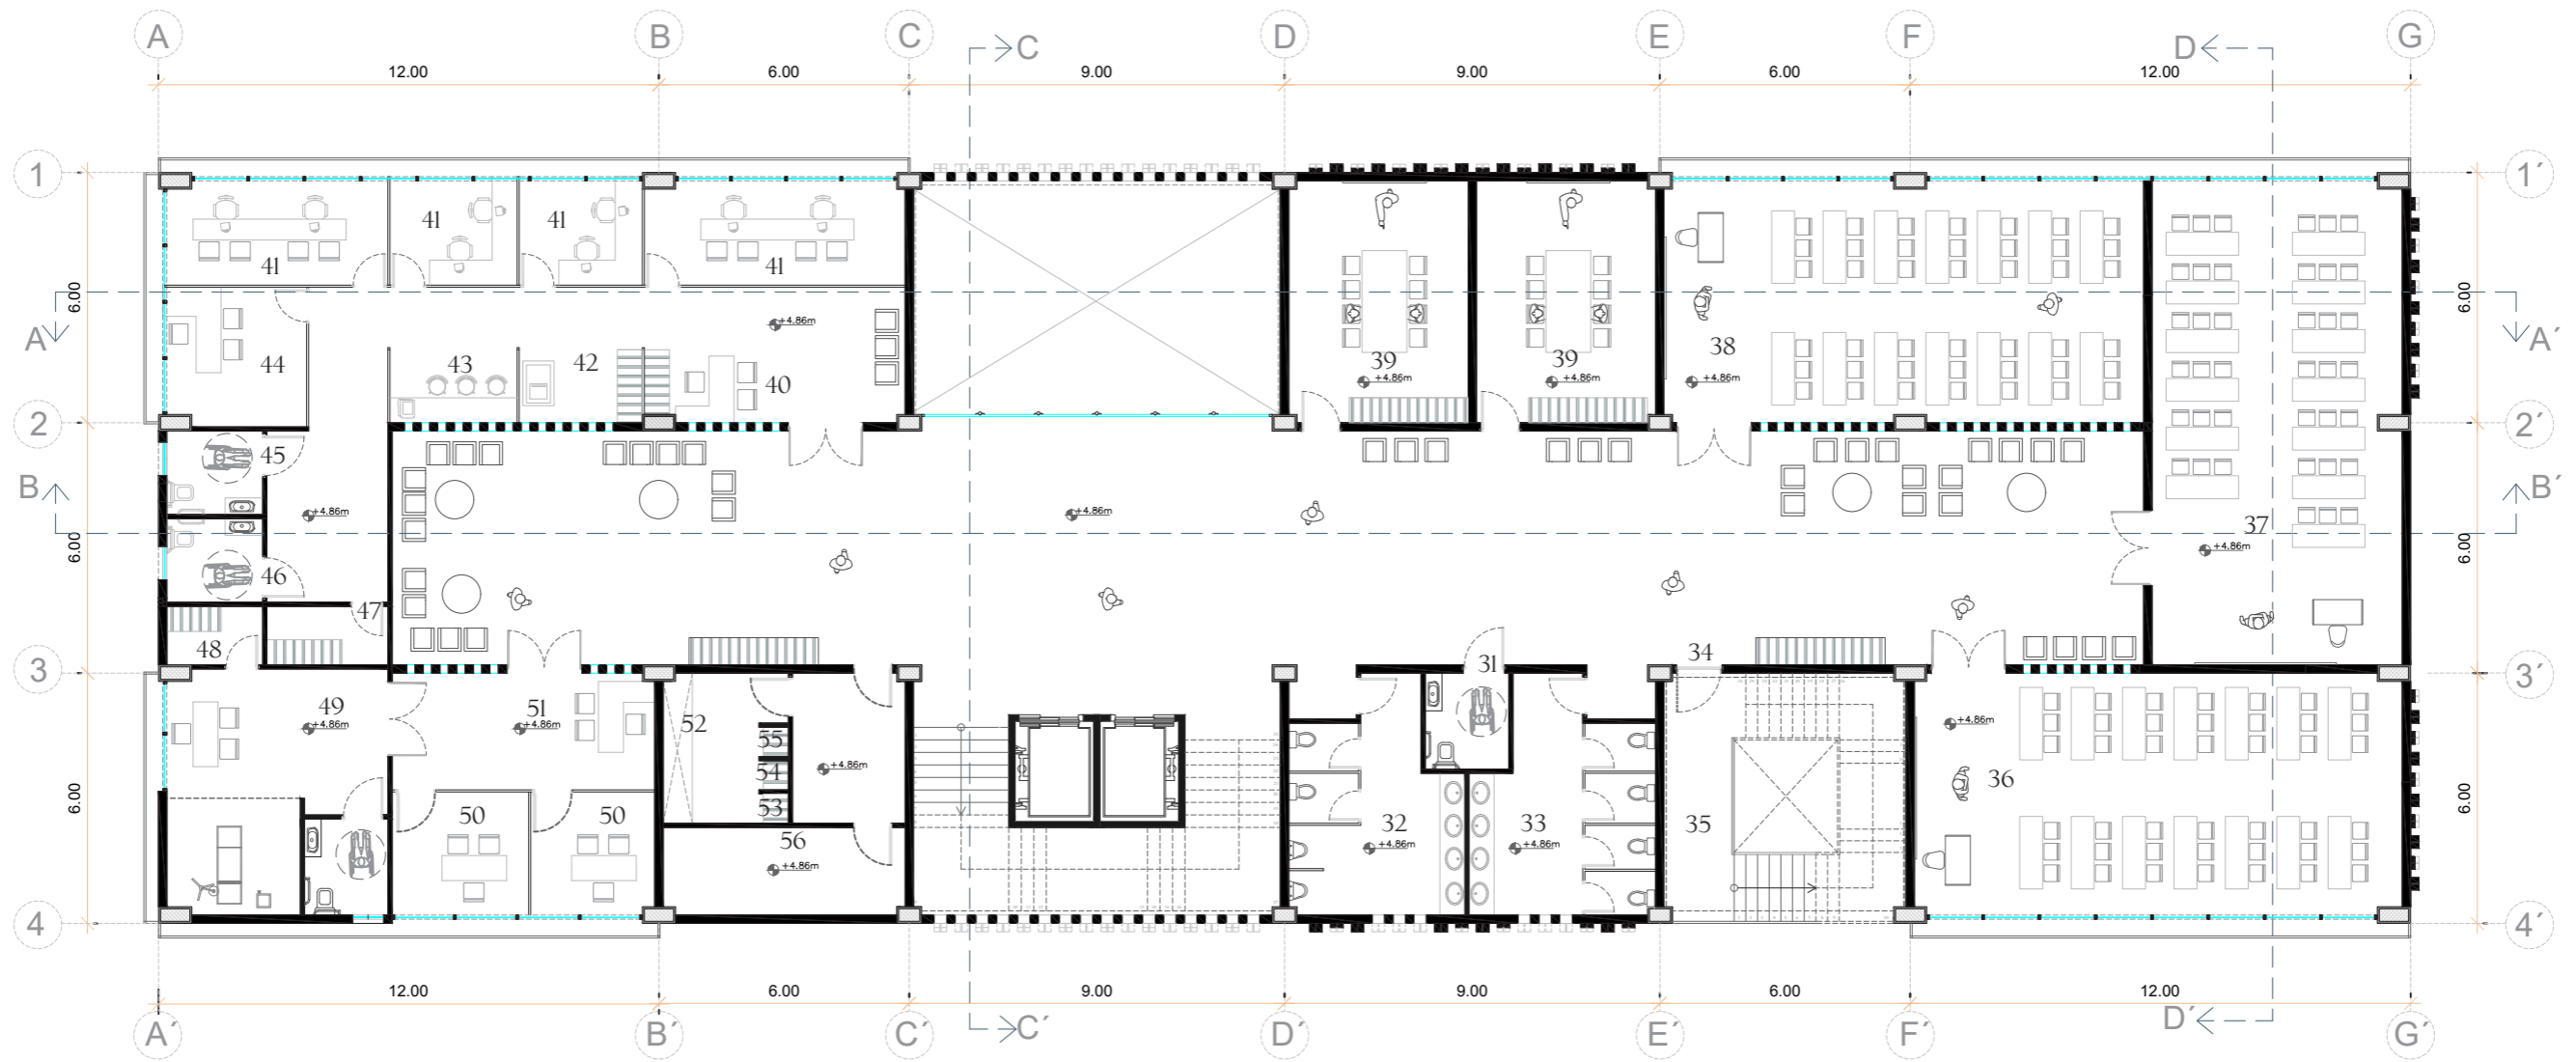 A B C D E F G
C D
12.00 6.00 9.00 9.00 6.00 12.00
1 1´
41 41 41 41
6.00 6.00
+4.86m
A A´
44 43 42 40 39 39 38
+4.86m +4.86m +4.86m
2 2´
45
B B´
+4.86m +4.86m 37
+4.86m
6.00 6.00
46
47
48 31 34
3 3´
49 51 52
+4.86m +4.86m +4.86m
55
54 +4.86m 36
53
6.00 6.00
50 50 56 32 33 35
+4.86m +4.86m +4.86m
4 4´
12.00 6.00 9.00 9.00 6.00 12.00
C´ D´
A´ B´ C´ D´ E´ F´ G´